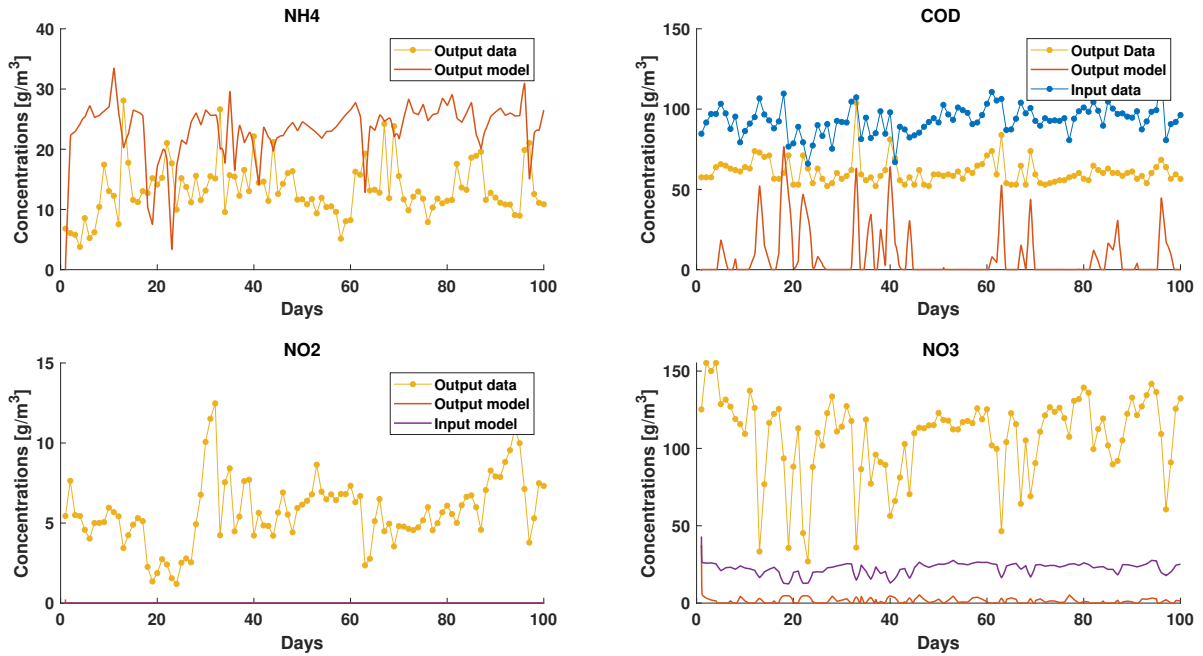 NH4
40
30
20
10
0
Concentrations [g/m³]
Output data
Output model
0 20 40 60 80 100
Days
COD
150
100
50
0
Concentrations [g/m³]
Output Data
Output model
Input data
0 20 40 60 80 100
Days
NO2
15
10
5
0
Concentrations [g/m³]
Output data
Output model
Input model
0 20 40 60 80 100
Days
NO3
150
100
50
0
Concentrations [g/m³]
0 20 40 60 80 100
Days